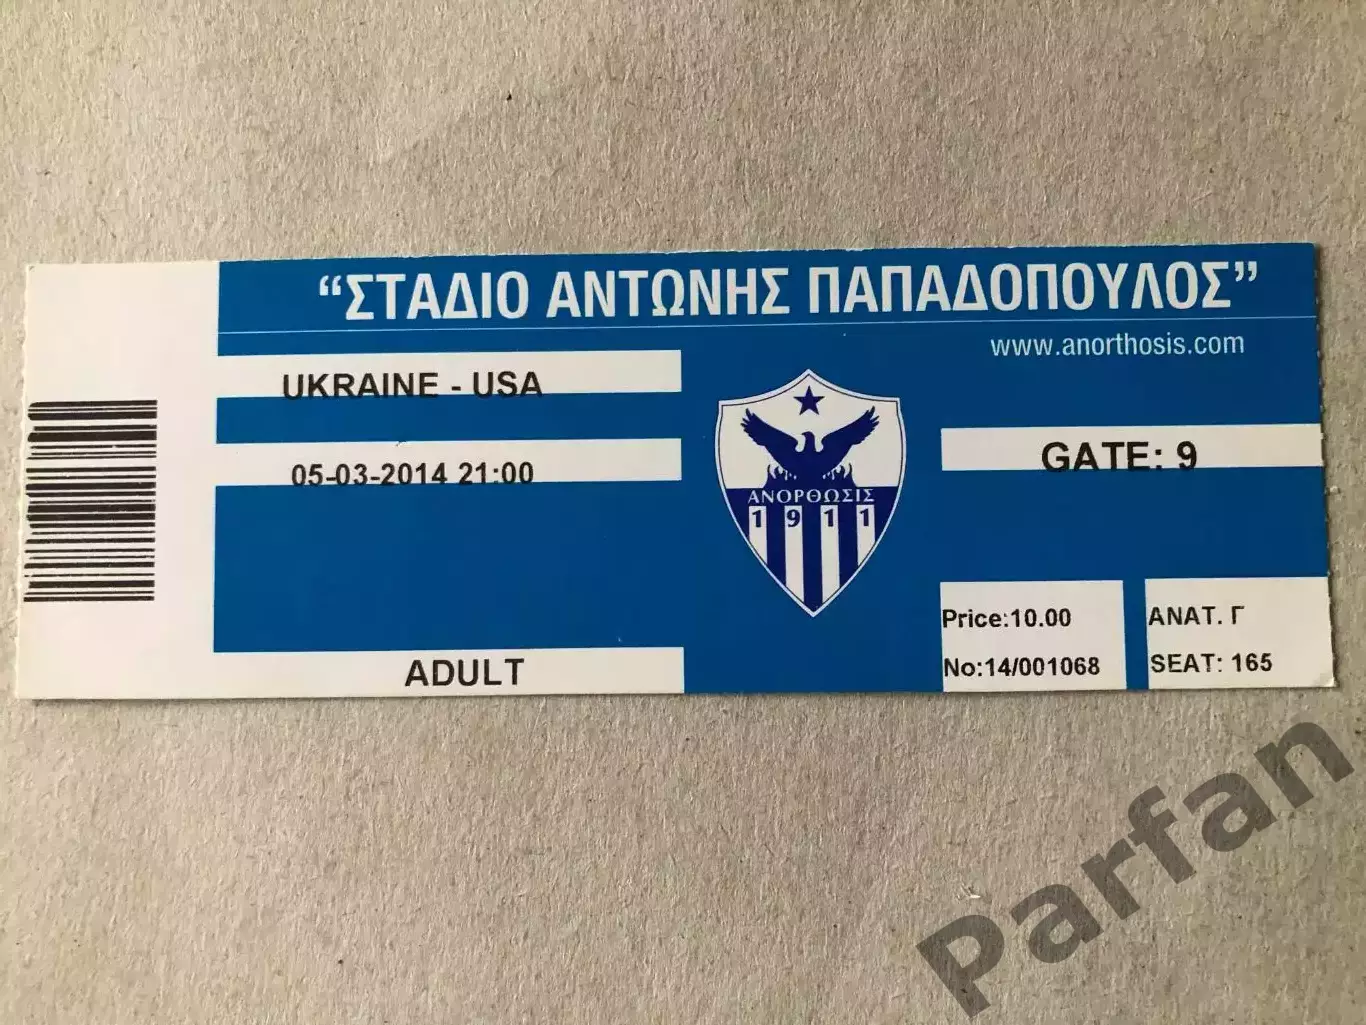 “ΣΤΑΔΙΟ ΑΝΤΩΝΗΣ ΠΑΠΑΔΟΠΟΥΛΟΣ”
www.anorthosis.com
UKRAINE - USA
05-03-2014 21:00
ΑΝΟΡΘΩΣΙΣ
1911
GATE: 9
Price:10.00
No:14/001068
ΑΝΑΤ. Γ
SEAT: 165
ADULT
Parfan